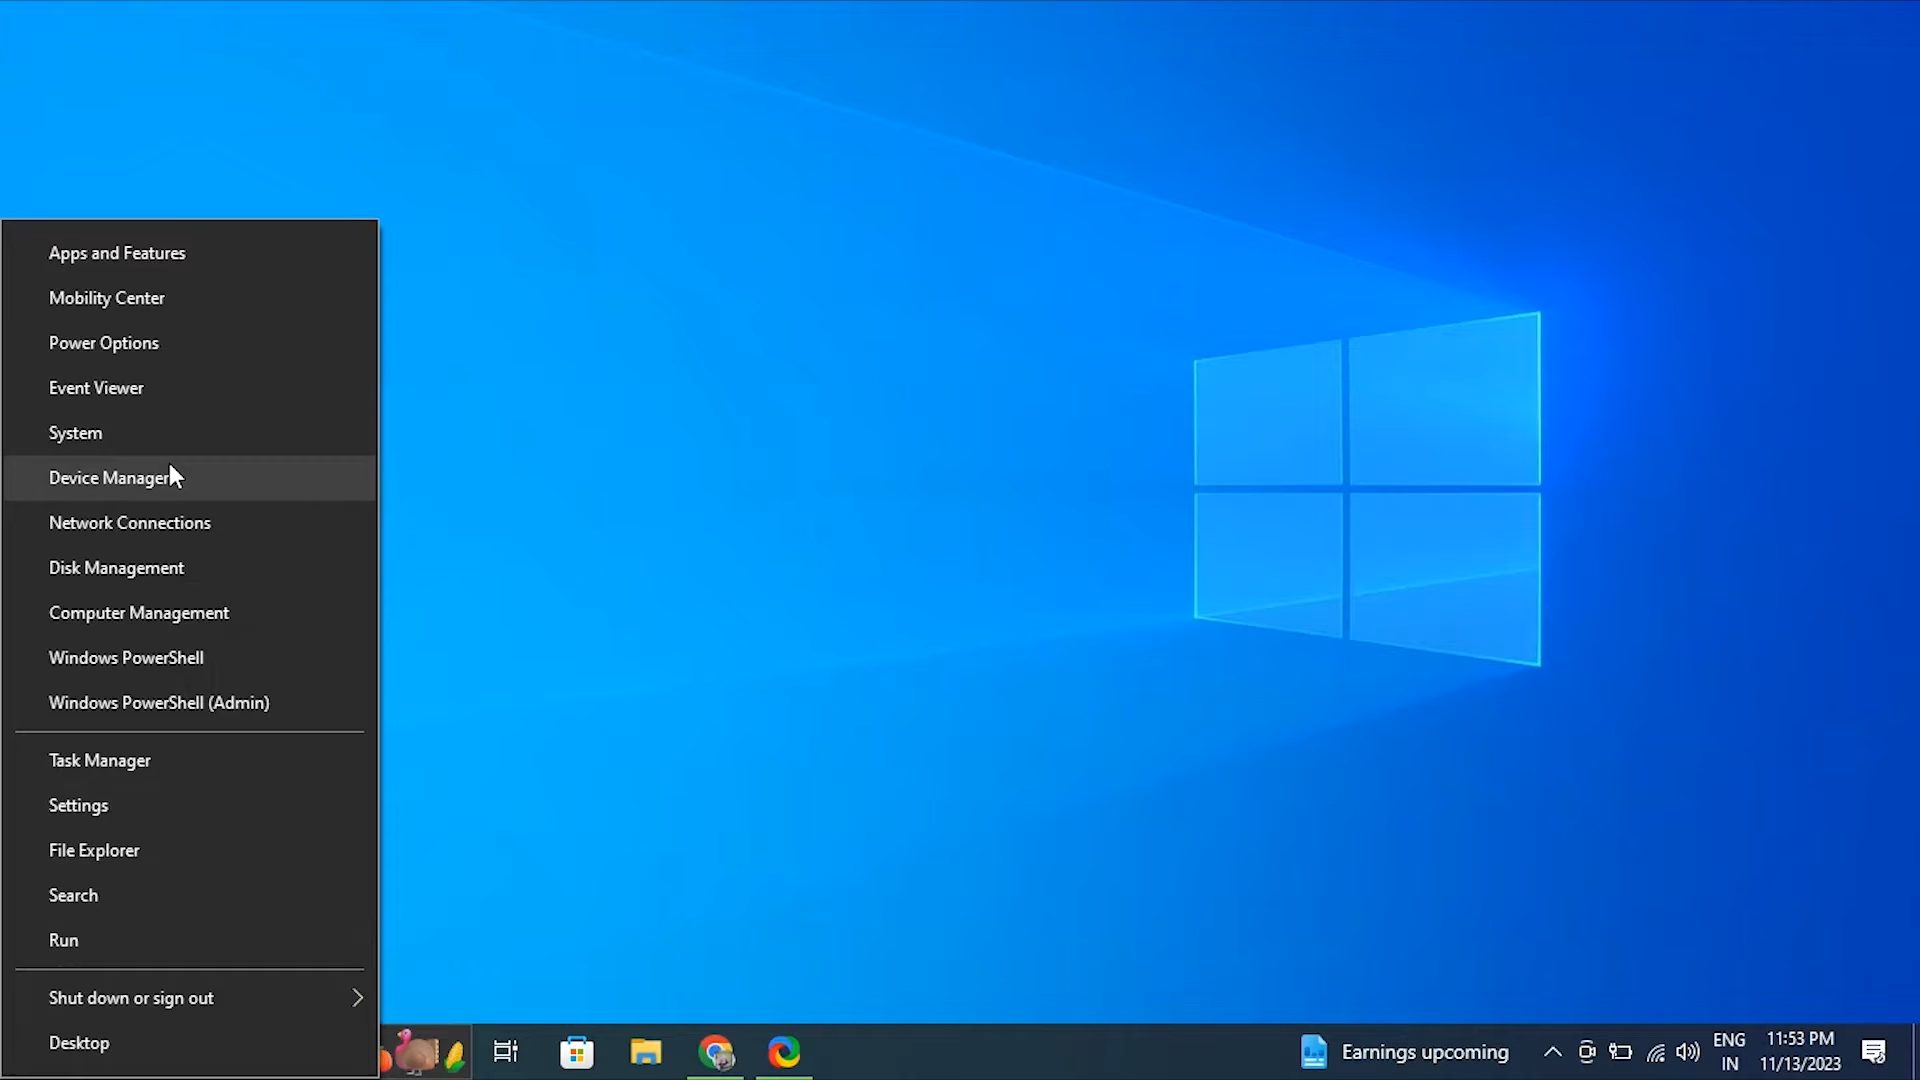 Apps and Features
Mobility Center
Power Options
Event Viewer
System
Device Manager
Network Connections
Disk Management
Computer Management
Windows PowerShell
Windows PowerShell (Admin)
Task Manager
Settings
File Explorer
Search
Run
Shut down or sign out
Desktop
Earnings upcoming
ENG
IN
11:53 PM
11/13/2023